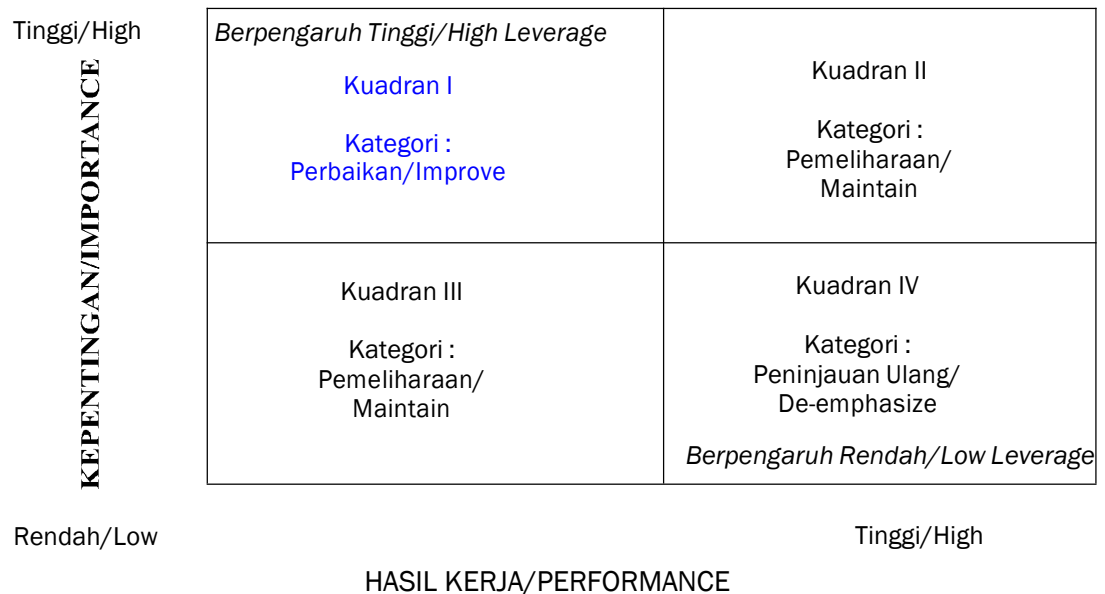 Tinggi/High
KEPENTINGAN/IMPORTANCE
Berpengaruh Tinggi/High Leverage
Kuadran I
Kategori :
Perbaikan/Improve
Kuadran II
Kategori :
Pemeliharaan/
Maintain
Kuadran III
Kategori :
Pemeliharaan/
Maintain
Kuadran IV
Kategori :
Peninjauan Ulang/
De-emphasize
Berpengaruh Rendah/Low Leverage
Rendah/Low
Tinggi/High
HASIL KERJA/PERFORMANCE